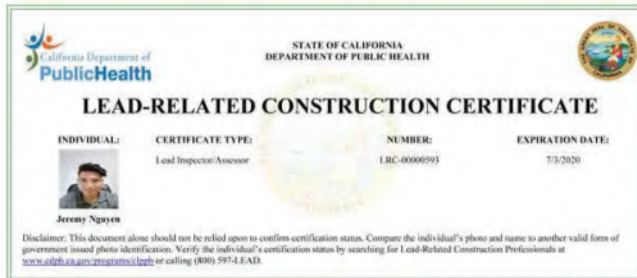 California Department of
PublicHealth
STATE OF CALIFORNIA
DEPARTMENT OF PUBLIC HEALTH
LEAD-RELATED CONSTRUCTION CERTIFICATE
INDIVIDUAL: CERTIFICATE TYPE: NUMBER: EXPIRATION DATE:
Lead Inspector/Assessor LRC-00000593 7/3/2020
Jeremy Nguyen
Disclaimer: This document alone should not be relied upon to confirm certification status. Compare the individual's photo and name to another valid form of
government issued photo identification. Verify the individual's certification status by searching for Lead-Related Construction Professionals at
www.cdph.ca.gov/programs/clppb or calling (800) 597-LEAD.